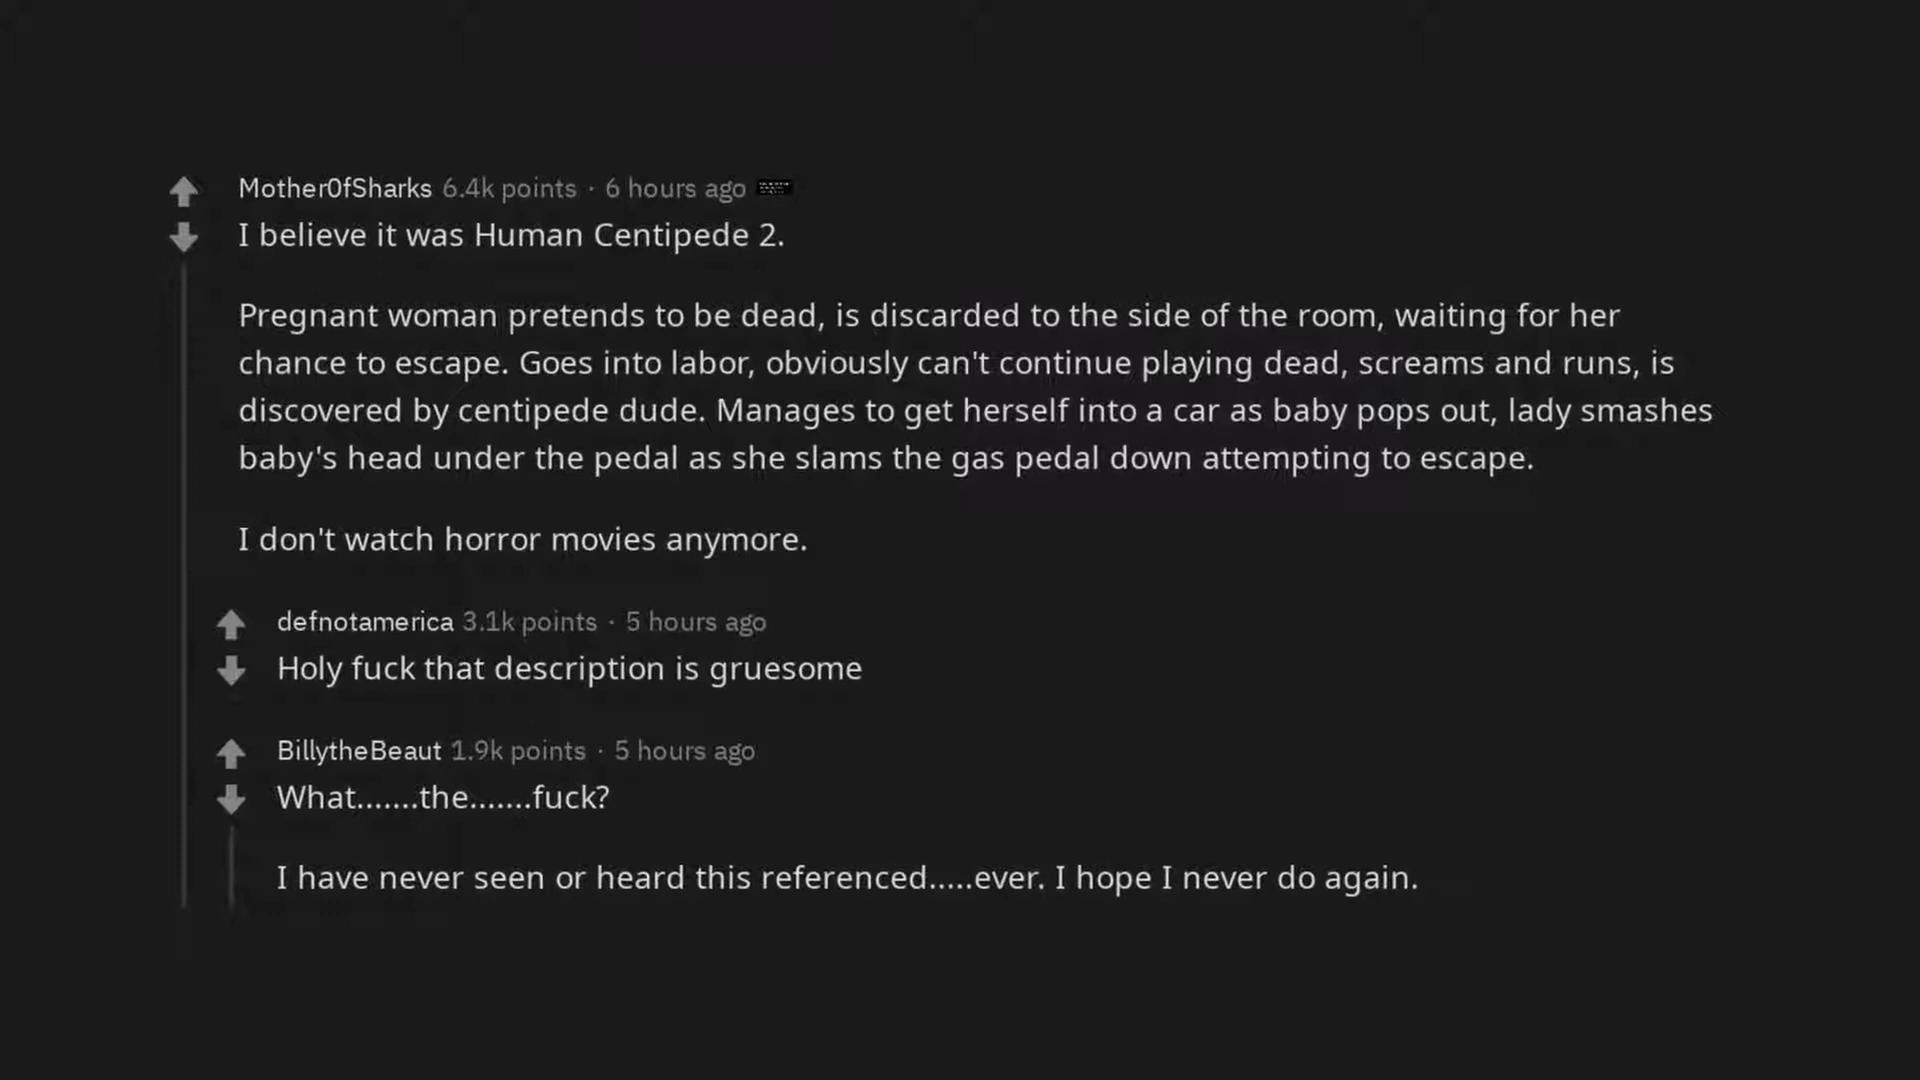 Mother0fSharks 6.4k points · 6 hours ago
I believe it was Human Centipede 2.
Pregnant woman pretends to be dead, is discarded to the side of the room, waiting for her
chance to escape. Goes into labor, obviously can't continue playing dead, screams and runs, is
discovered by centipede dude. Manages to get herself into a car as baby pops out, lady smashes
baby's head under the pedal as she slams the gas pedal down attempting to escape.
I don't watch horror movies anymore.
defnotamerica 3.1k points · 5 hours ago
Holy fuck that description is gruesome
BillytheBeaut 1.9k points · 5 hours ago
What.......the.......fuck?
I have never seen or heard this referenced.....ever. I hope I never do again.